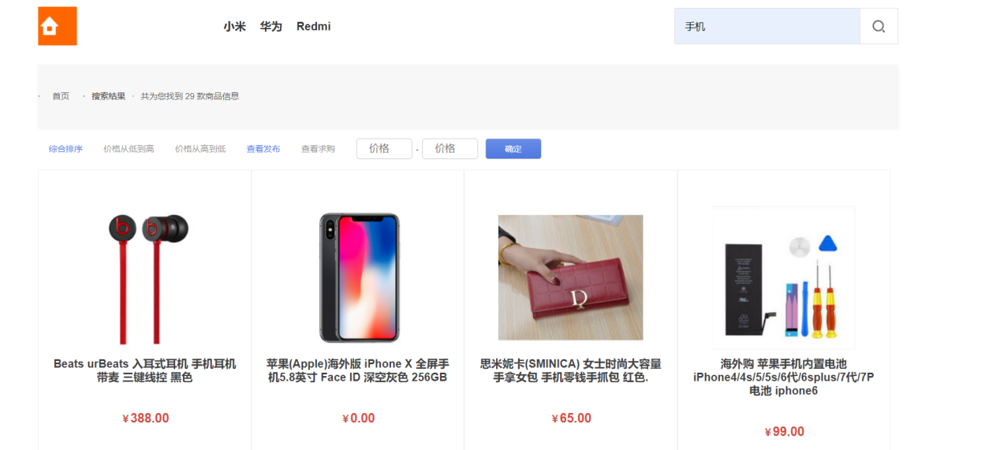 小米 华为 Redmi
手机
首页 · 搜索结果 · 共为您找到 29 款商品信息
综合排序 价格从低到高 价格从高到低 查看发布 查看求购 价格 - 价格 确定
Beats urBeats 入耳式耳机 手机耳机
带麦 三键线控 黑色
¥388.00
苹果(Apple)海外版 iPhone X 全屏手
机5.8英寸 Face ID 深空灰色 256GB
¥0.00
D
思米妮卡(SMINICA) 女士时尚大容量
手拿女包 手机零钱手抓包 红色.
¥65.00
海外购 苹果手机内置电池
iPhone4/4s/5/5s/6代/6splus/7代/7P
电池 iphone6
¥99.00